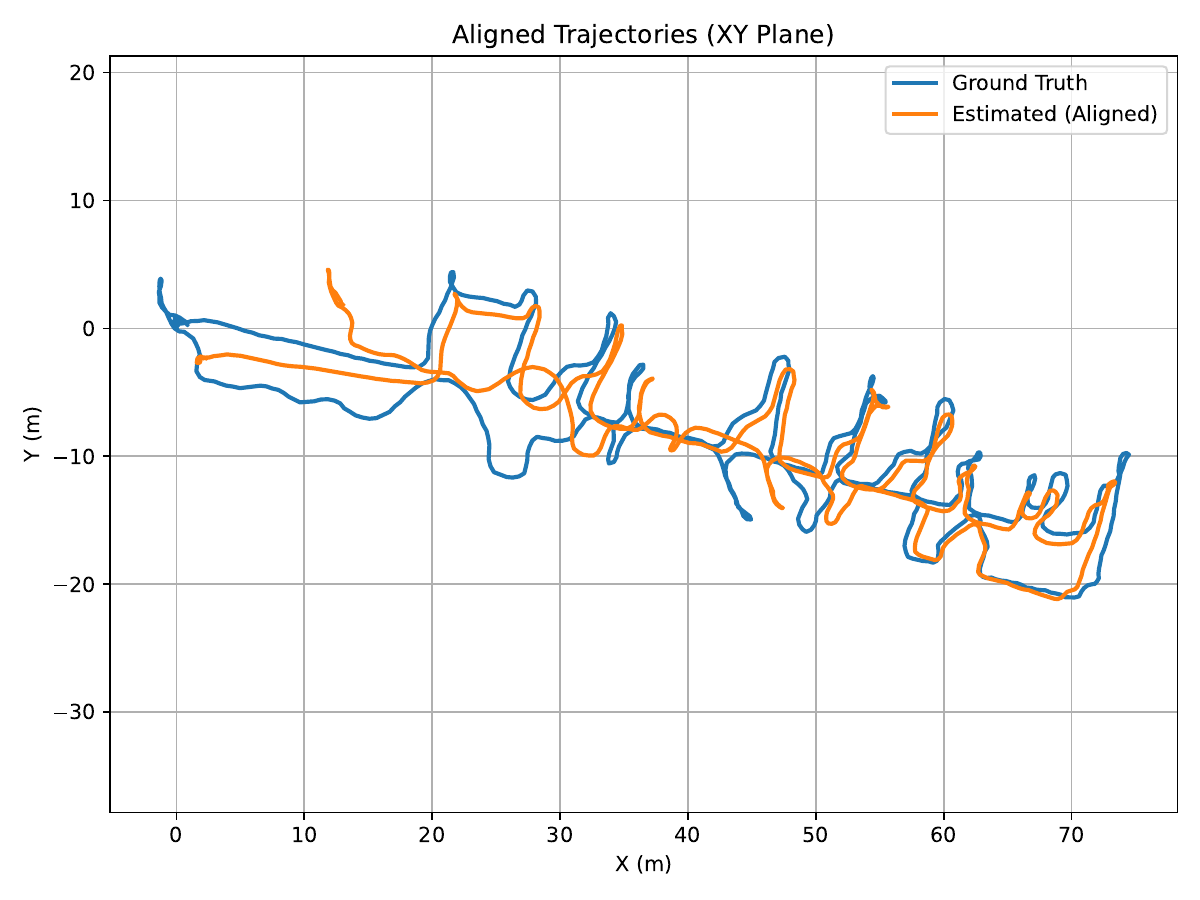 Aligned Trajectories (XY Plane)
Ground Truth
Estimated (Aligned)
20
10
0
−10
−20
−30
Y (m)
0 10 20 30 40 50 60 70
X (m)